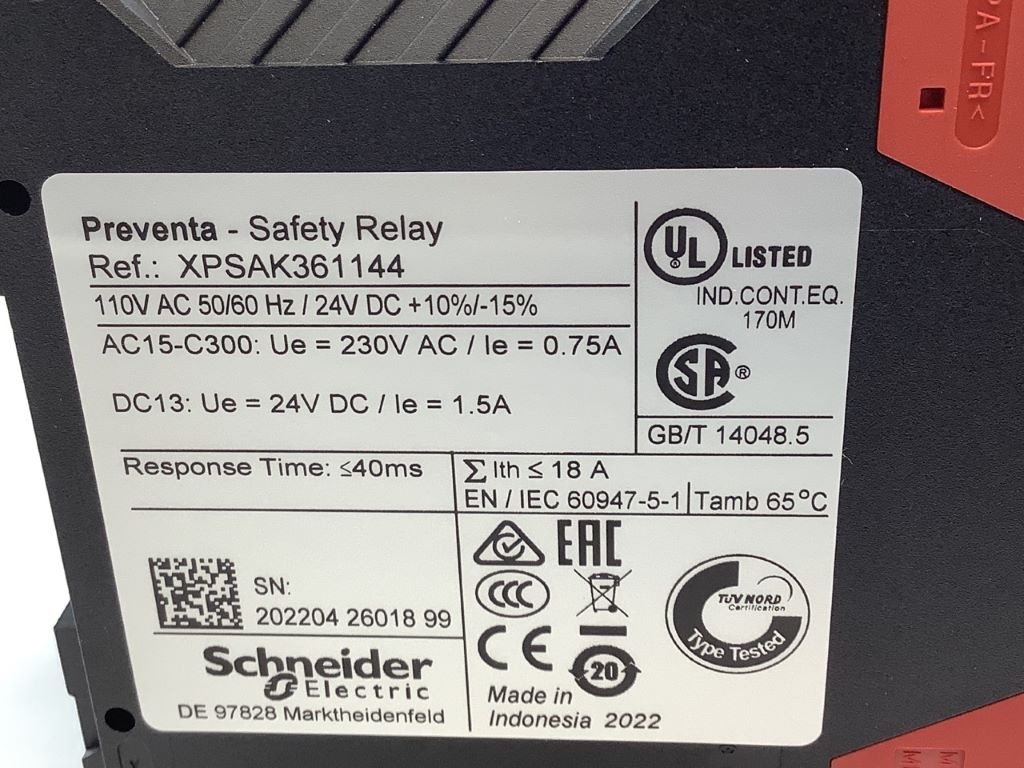 PA-FR<
Preventa - Safety Relay
Ref.: XPSAK361144
110V AC 50/60 Hz / 24V DC +10%/-15%
AC15-C300: Ue = 230V AC / Ie = 0.75A
DC13: Ue = 24V DC / Ie = 1.5A
UL
®
LISTED
IND.CONT.EQ.
170M
SA ®
GB/T 14048.5
Response Time: ≤40ms
∑ Ith ≤ 18 A
EN / IEC 60947-5-1 | Tamb 65°C
SN:
202204 26018 99
Schneider
Electric
DE 97828 Marktheidenfeld
EAC
CCC
CE
20
Made in
Indonesia 2022
TÜV NORD
Certification
Type Tested